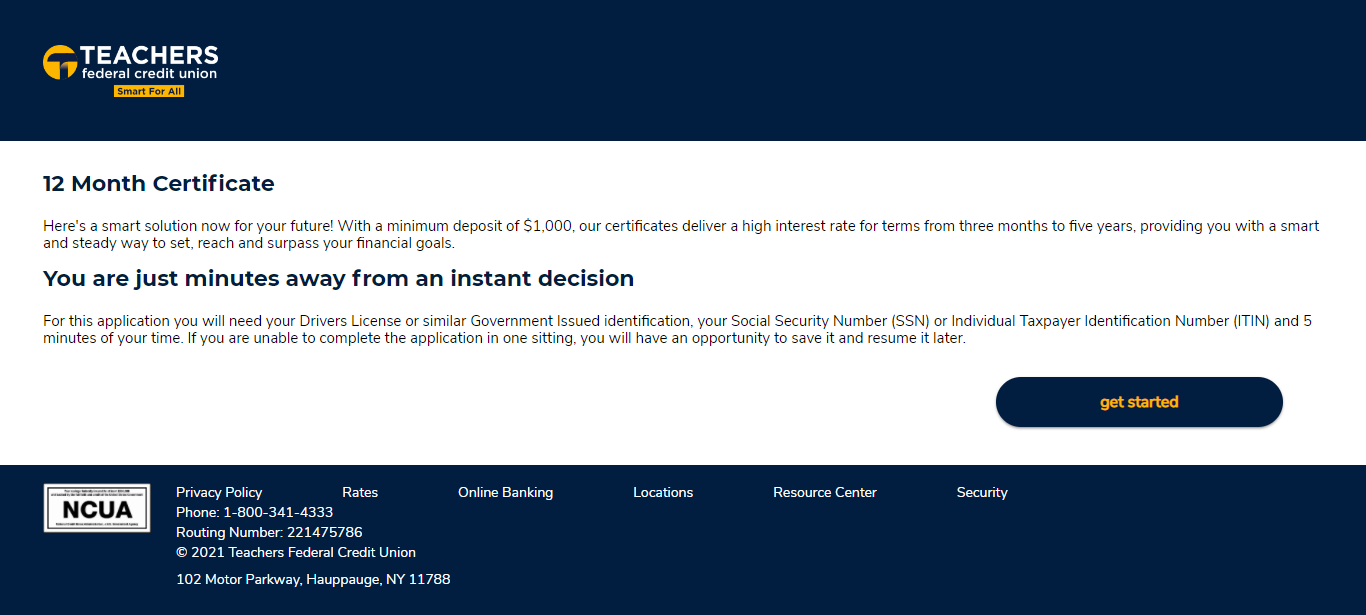 TEACHERS
federal credit union
Smart For All
12 Month Certificate
Here's a smart solution now for your future! With a minimum deposit of $1,000, our certificates deliver a high interest rate for terms from three months to five years, providing you with a smart
and steady way to set, reach and surpass your financial goals.
You are just minutes away from an instant decision
For this application you will need your Drivers License or similar Government Issued identification, your Social Security Number (SSN) or Individual Taxpayer Identification Number (ITIN) and 5
minutes of your time. If you are unable to complete the application in one sitting, you will have an opportunity to save it and resume it later.
get started
NCUA
Privacy Policy Rates Online Banking Locations Resource Center Security
Phone: 1-800-341-4333
Routing Number: 221475786
© 2021 Teachers Federal Credit Union
102 Motor Parkway, Hauppauge, NY 11788